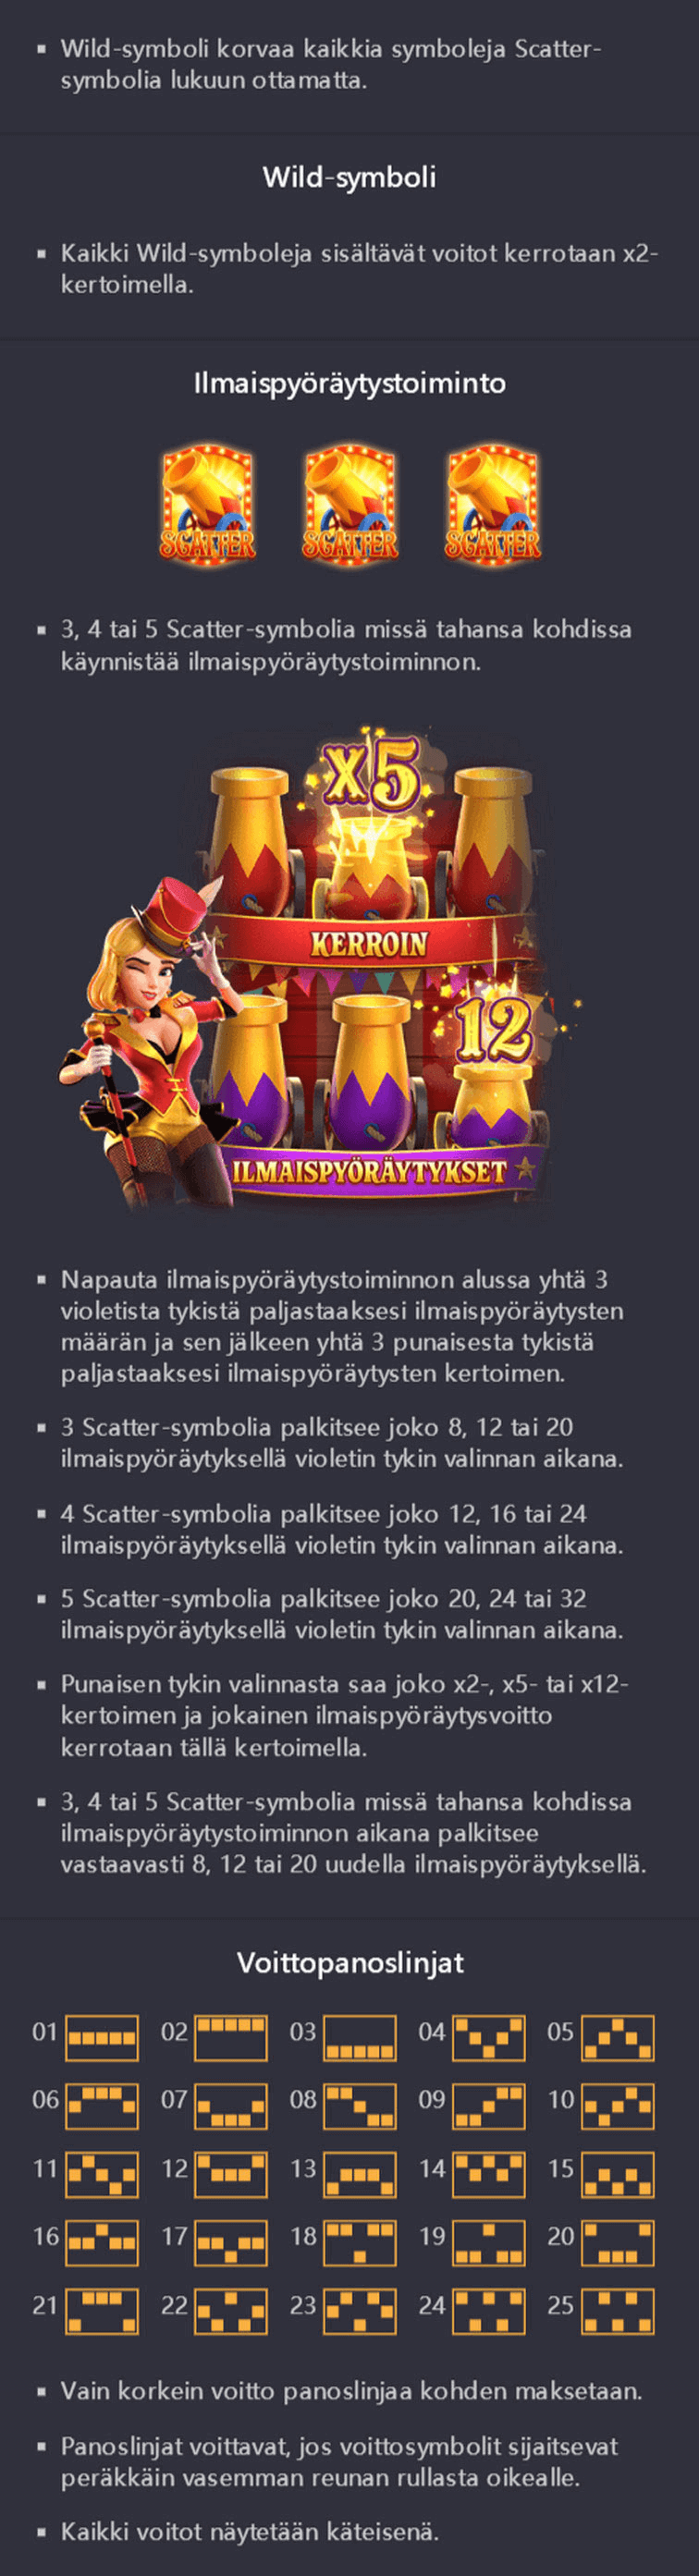 ▪ Wild-symboli korvaa kaikkia symboleja Scatter-
symbolia lukuun ottamatta.
Wild-symboli
▪ Kaikki Wild-symboleja sisältävät voitot kerrotaan x2-
kertoimella.
Ilmaispyöräytystoiminto
SCATTER SCATTER SCATTER
▪ 3, 4 tai 5 Scatter-symbolia missä tahansa kohdissa
käynnistää ilmaispyöräytystoiminnon.
x5
KERROIN
12
ILMAISPYÖRÄYTYKSET
▪ Napauta ilmaispyöräytystoiminnon alussa yhtä 3
violetista tykistä paljastaaksesi ilmaispyöräytysten
määrän ja sen jälkeen yhtä 3 punaisesta tykistä
paljastaaksesi ilmaispyöräytysten kertoimen.
▪ 3 Scatter-symbolia palkitsee joko 8, 12 tai 20
ilmaispyöräytyksellä violetin tykin valinnan aikana.
▪ 4 Scatter-symbolia palkitsee joko 12, 16 tai 24
ilmaispyöräytyksellä violetin tykin valinnan aikana.
▪ 5 Scatter-symbolia palkitsee joko 20, 24 tai 32
ilmaispyöräytyksellä violetin tykin valinnan aikana.
▪ Punaisen tykin valinnasta saa joko x2-, x5- tai x12-
kertoimen ja jokainen ilmaispyöräytysvoitto
kerrotaan tällä kertoimella.
▪ 3, 4 tai 5 Scatter-symbolia missä tahansa kohdissa
ilmaispyöräytystoiminnon aikana palkitsee
vastaavasti 8, 12 tai 20 uudella ilmaispyöräytyksellä.
Voittopanoslinjat
01 02 03 04 05
06 07 08 09 10
11 12 13 14 15
16 17 18 19 20
21 22 23 24 25
▪ Vain korkein voitto panoslinjaa kohden maksetaan.
▪ Panoslinjat voittavat, jos voittosymbolit sijaitsevat
peräkkäin vasemman reunan rullasta oikealle.
▪ Kaikki voitot näytetään käteisenä.